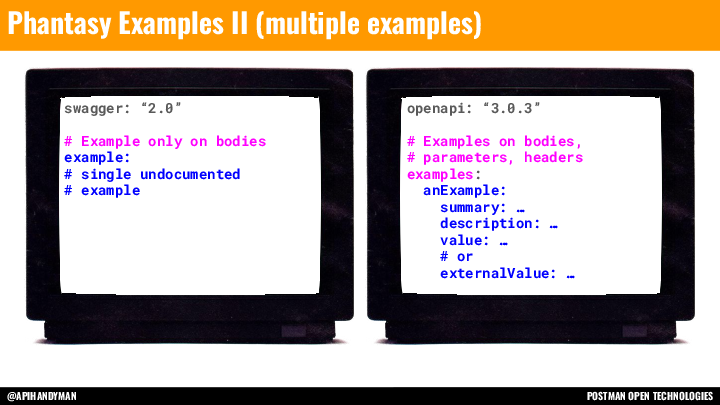 Phantasy Examples II (multiple examples)
swagger: “2.0”
# Example only on bodies
example:
# single undocumented
# example
openapi: “3.0.3”
# Examples on bodies,
# parameters, headers
examples:
  anExample:
    summary: …
    description: …
    value: …
    # or
    externalValue: …
@APIHANDYMAN
POSTMAN OPEN TECHNOLOGIES